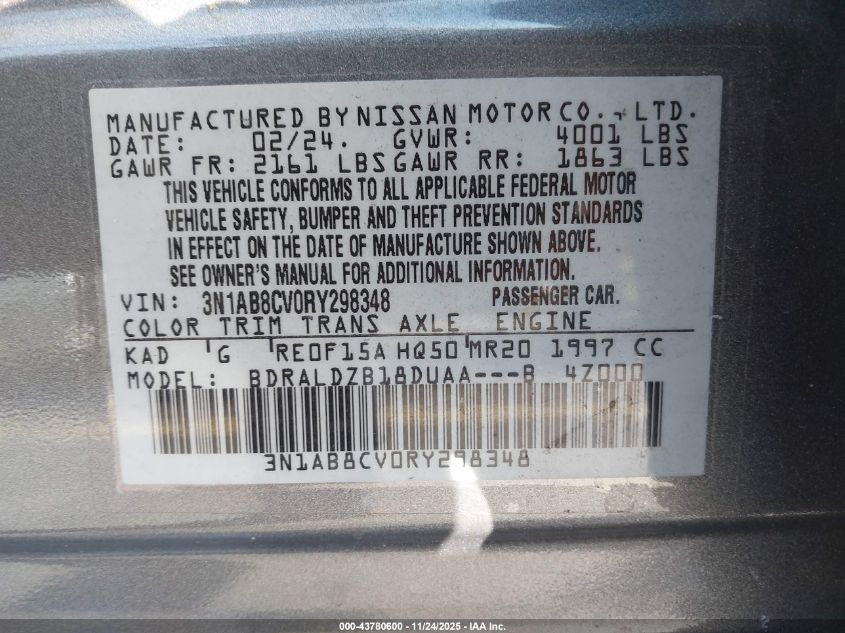 MANUFACTURED BY NISSAN MOTOR CO., LTD.
DATE: 02/24. GVWR: 4001 LBS
GAWR FR: 2161 LBS GAWR RR: 1863 LBS
THIS VEHICLE CONFORMS TO ALL APPLICABLE FEDERAL MOTOR
VEHICLE SAFETY, BUMPER AND THEFT PREVENTION STANDARDS
IN EFFECT ON THE DATE OF MANUFACTURE SHOWN ABOVE.
SEE OWNER'S MANUAL FOR ADDITIONAL INFORMATION.
VIN: 3N1AB8CV0RY298348 PASSENGER CAR.
COLOR TRIM TRANS AXLE ENGINE
KAD G RE0F15A HQ50 MR20 1997 CC
MODEL: BDRALDZB18DUAA---B 4Z000
3N1AB8CV0RY298348
000-43780600 - 11/24/2025 - IAA Inc.